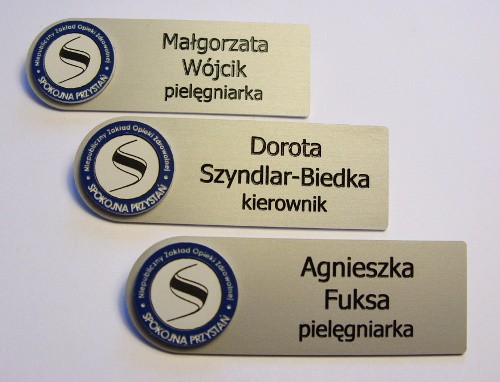 Niepubliczny Zakład Opieki Zdrowotnej
SPOKOJNA PRZYSTAŃ
Małgorzata
Wójcik
pielęgniarka
Niepubliczny Zakład Opieki Zdrowotnej
SPOKOJNA PRZYSTAŃ
Dorota
Szyndlar-Biedka
kierownik
Niepubliczny Zakład Opieki Zdrowotnej
SPOKOJNA PRZYSTAŃ
Agnieszka
Fuksa
pielęgniarka